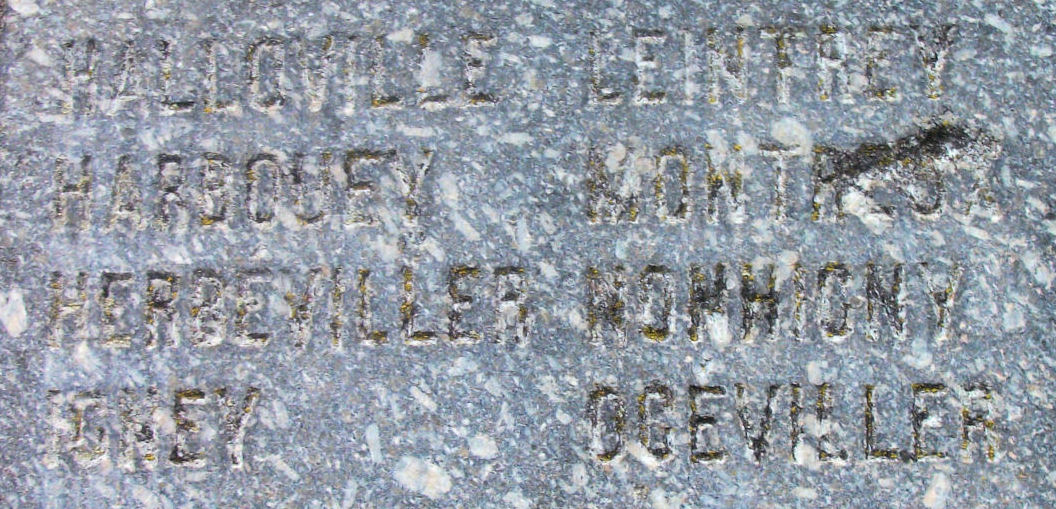 HALLOVILLE
HARBOUEY
HERBEVILLER
IGNEY
LEINTREY
MONTREUX
NONHIGNY
OGEVILLER